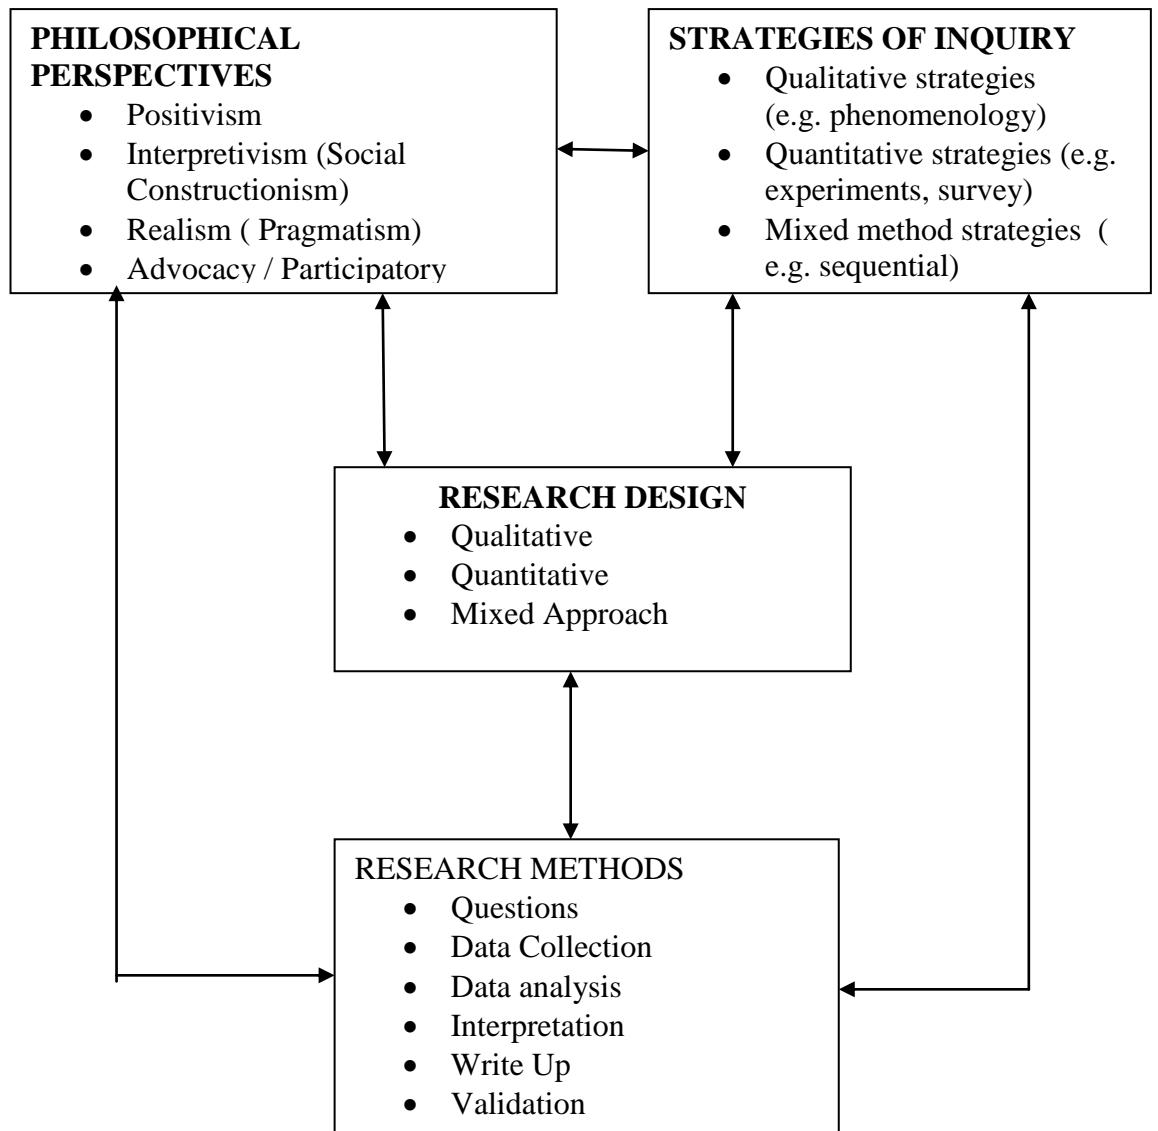 PHILOSOPHICAL
PERSPECTIVES
• Positivism
• Interpretivism (Social
Constructionism)
• Realism ( Pragmatism)
• Advocacy / Participatory
STRATEGIES OF INQUIRY
• Qualitative strategies
(e.g. phenomenology)
• Quantitative strategies (e.g.
experiments, survey)
• Mixed method strategies (
e.g. sequential)
RESEARCH DESIGN
• Qualitative
• Quantitative
• Mixed Approach
RESEARCH METHODS
• Questions
• Data Collection
• Data analysis
• Interpretation
• Write Up
• Validation